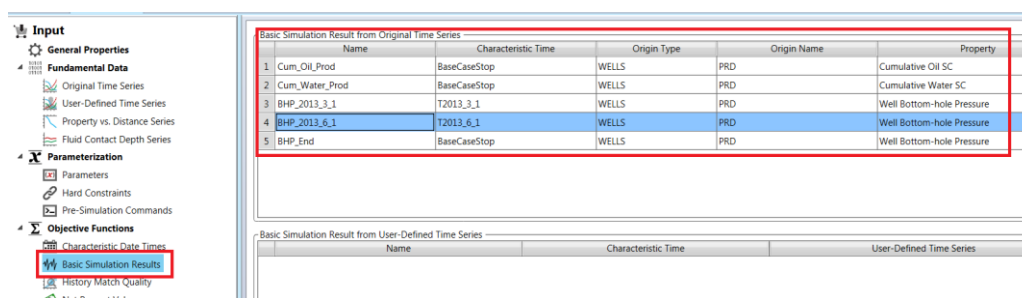 Input
General Properties
Fundamental Data
Original Time Series
User-Defined Time Series
Property vs. Distance Series
Fluid Contact Depth Series
Parameterization
Parameters
Hard Constraints
Pre-Simulation Commands
Objective Functions
Characteristic Date Times
Basic Simulation Results
History Match Quality
Basic Simulation Result from Original Time Series
Name Characteristic Time Origin Type Origin Name Property
1 Cum_Oil_Prod BaseCaseStop WELLS PRD Cumulative Oil SC
2 Cum_Water_Prod BaseCaseStop WELLS PRD Cumulative Water SC
3 BHP_2013_3_1 T2013_3_1 WELLS PRD Well Bottom-hole Pressure
4 BHP_2013_6_1 T2013_6_1 WELLS PRD Well Bottom-hole Pressure
5 BHP_End BaseCaseStop WELLS PRD Well Bottom-hole Pressure
Basic Simulation Result from User-Defined Time Series
Name Characteristic Time User-Defined Time Series